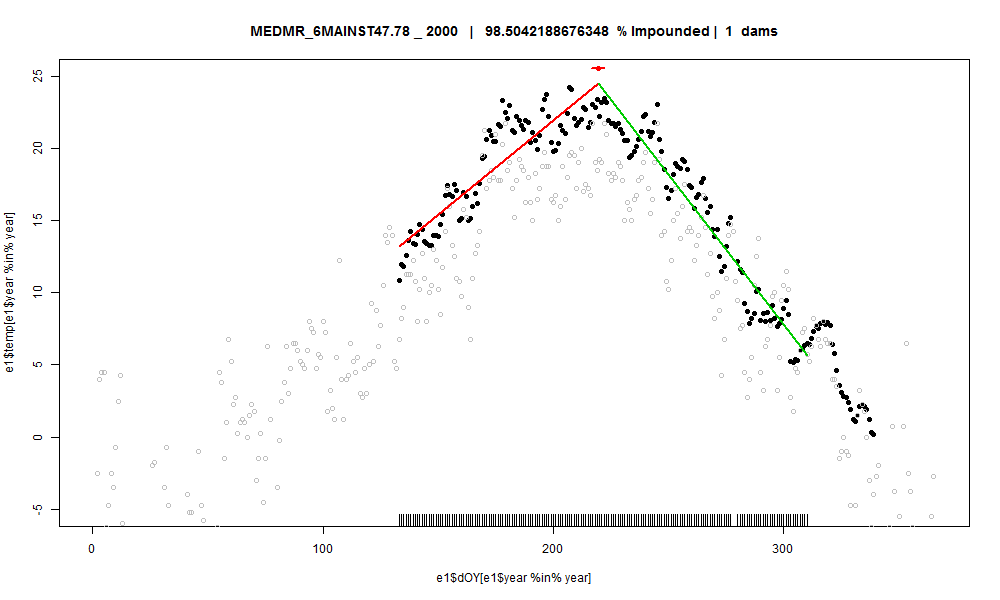 MEDMR_6MAINST47.78 _ 2000 | 98.5042188676348 % Impounded | 1 dams
e1$temp[e1$year %in% year]
25
20
15
10
5
0
-5
0 100 200 300
e1$dOY[e1$year %in% year]